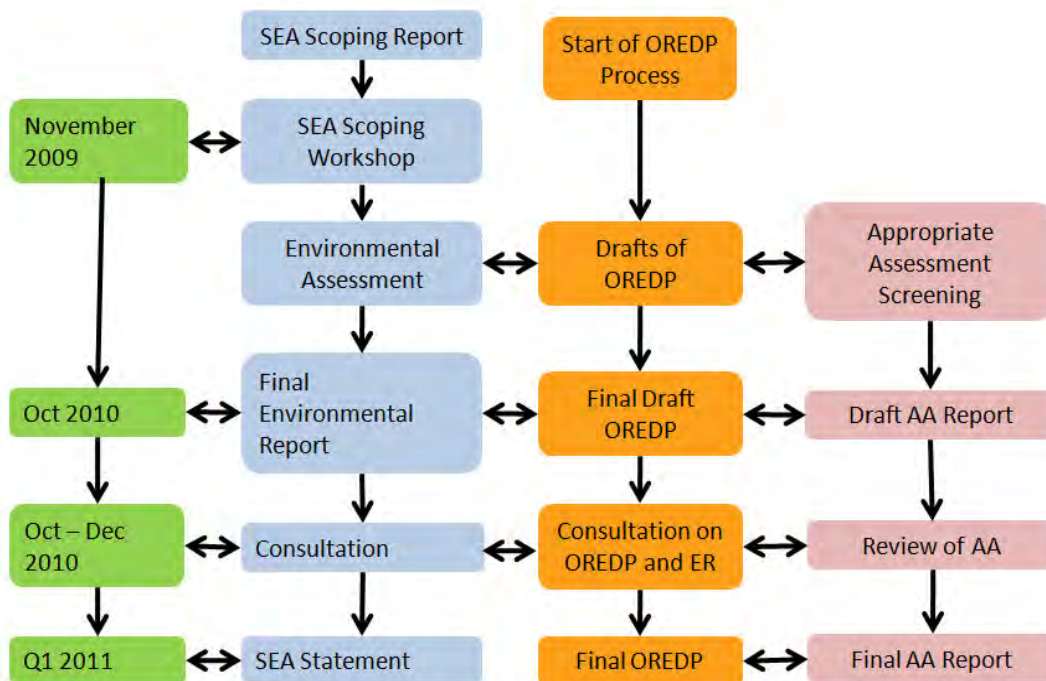 SEA Scoping Report
Start of OREDP
Process
November
2009
SEA Scoping
Workshop
Environmental
Assessment
Drafts of
OREDP
Appropriate
Assessment
Screening
Oct 2010
Final
Environmental
Report
Final Draft
OREDP
Draft AA Report
Oct – Dec
2010
Consultation
Consultation on
OREDP and ER
Review of AA
Q1 2011
SEA Statement
Final OREDP
Final AA Report